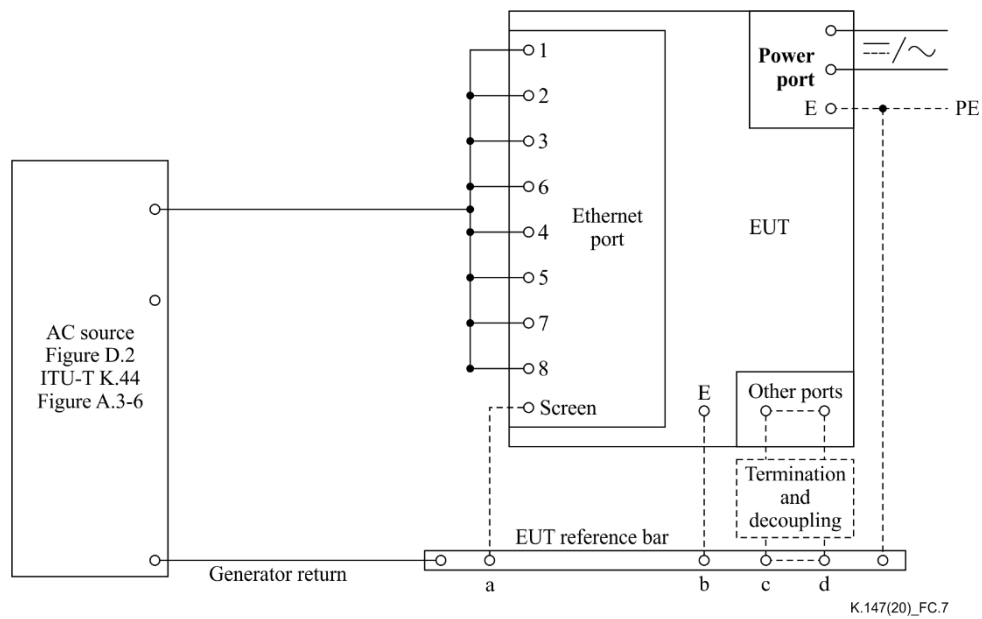 1
2
3
6
4
5
7
8
Screen
Ethernet
port
Power
port
E
PE
EUT
AC source
Figure D.2
ITU-T K.44
Figure A.3-6
E
Other ports
Termination
and
decoupling
EUT reference bar
Generator return
a
b
c
d
K.147(20)_FC.7